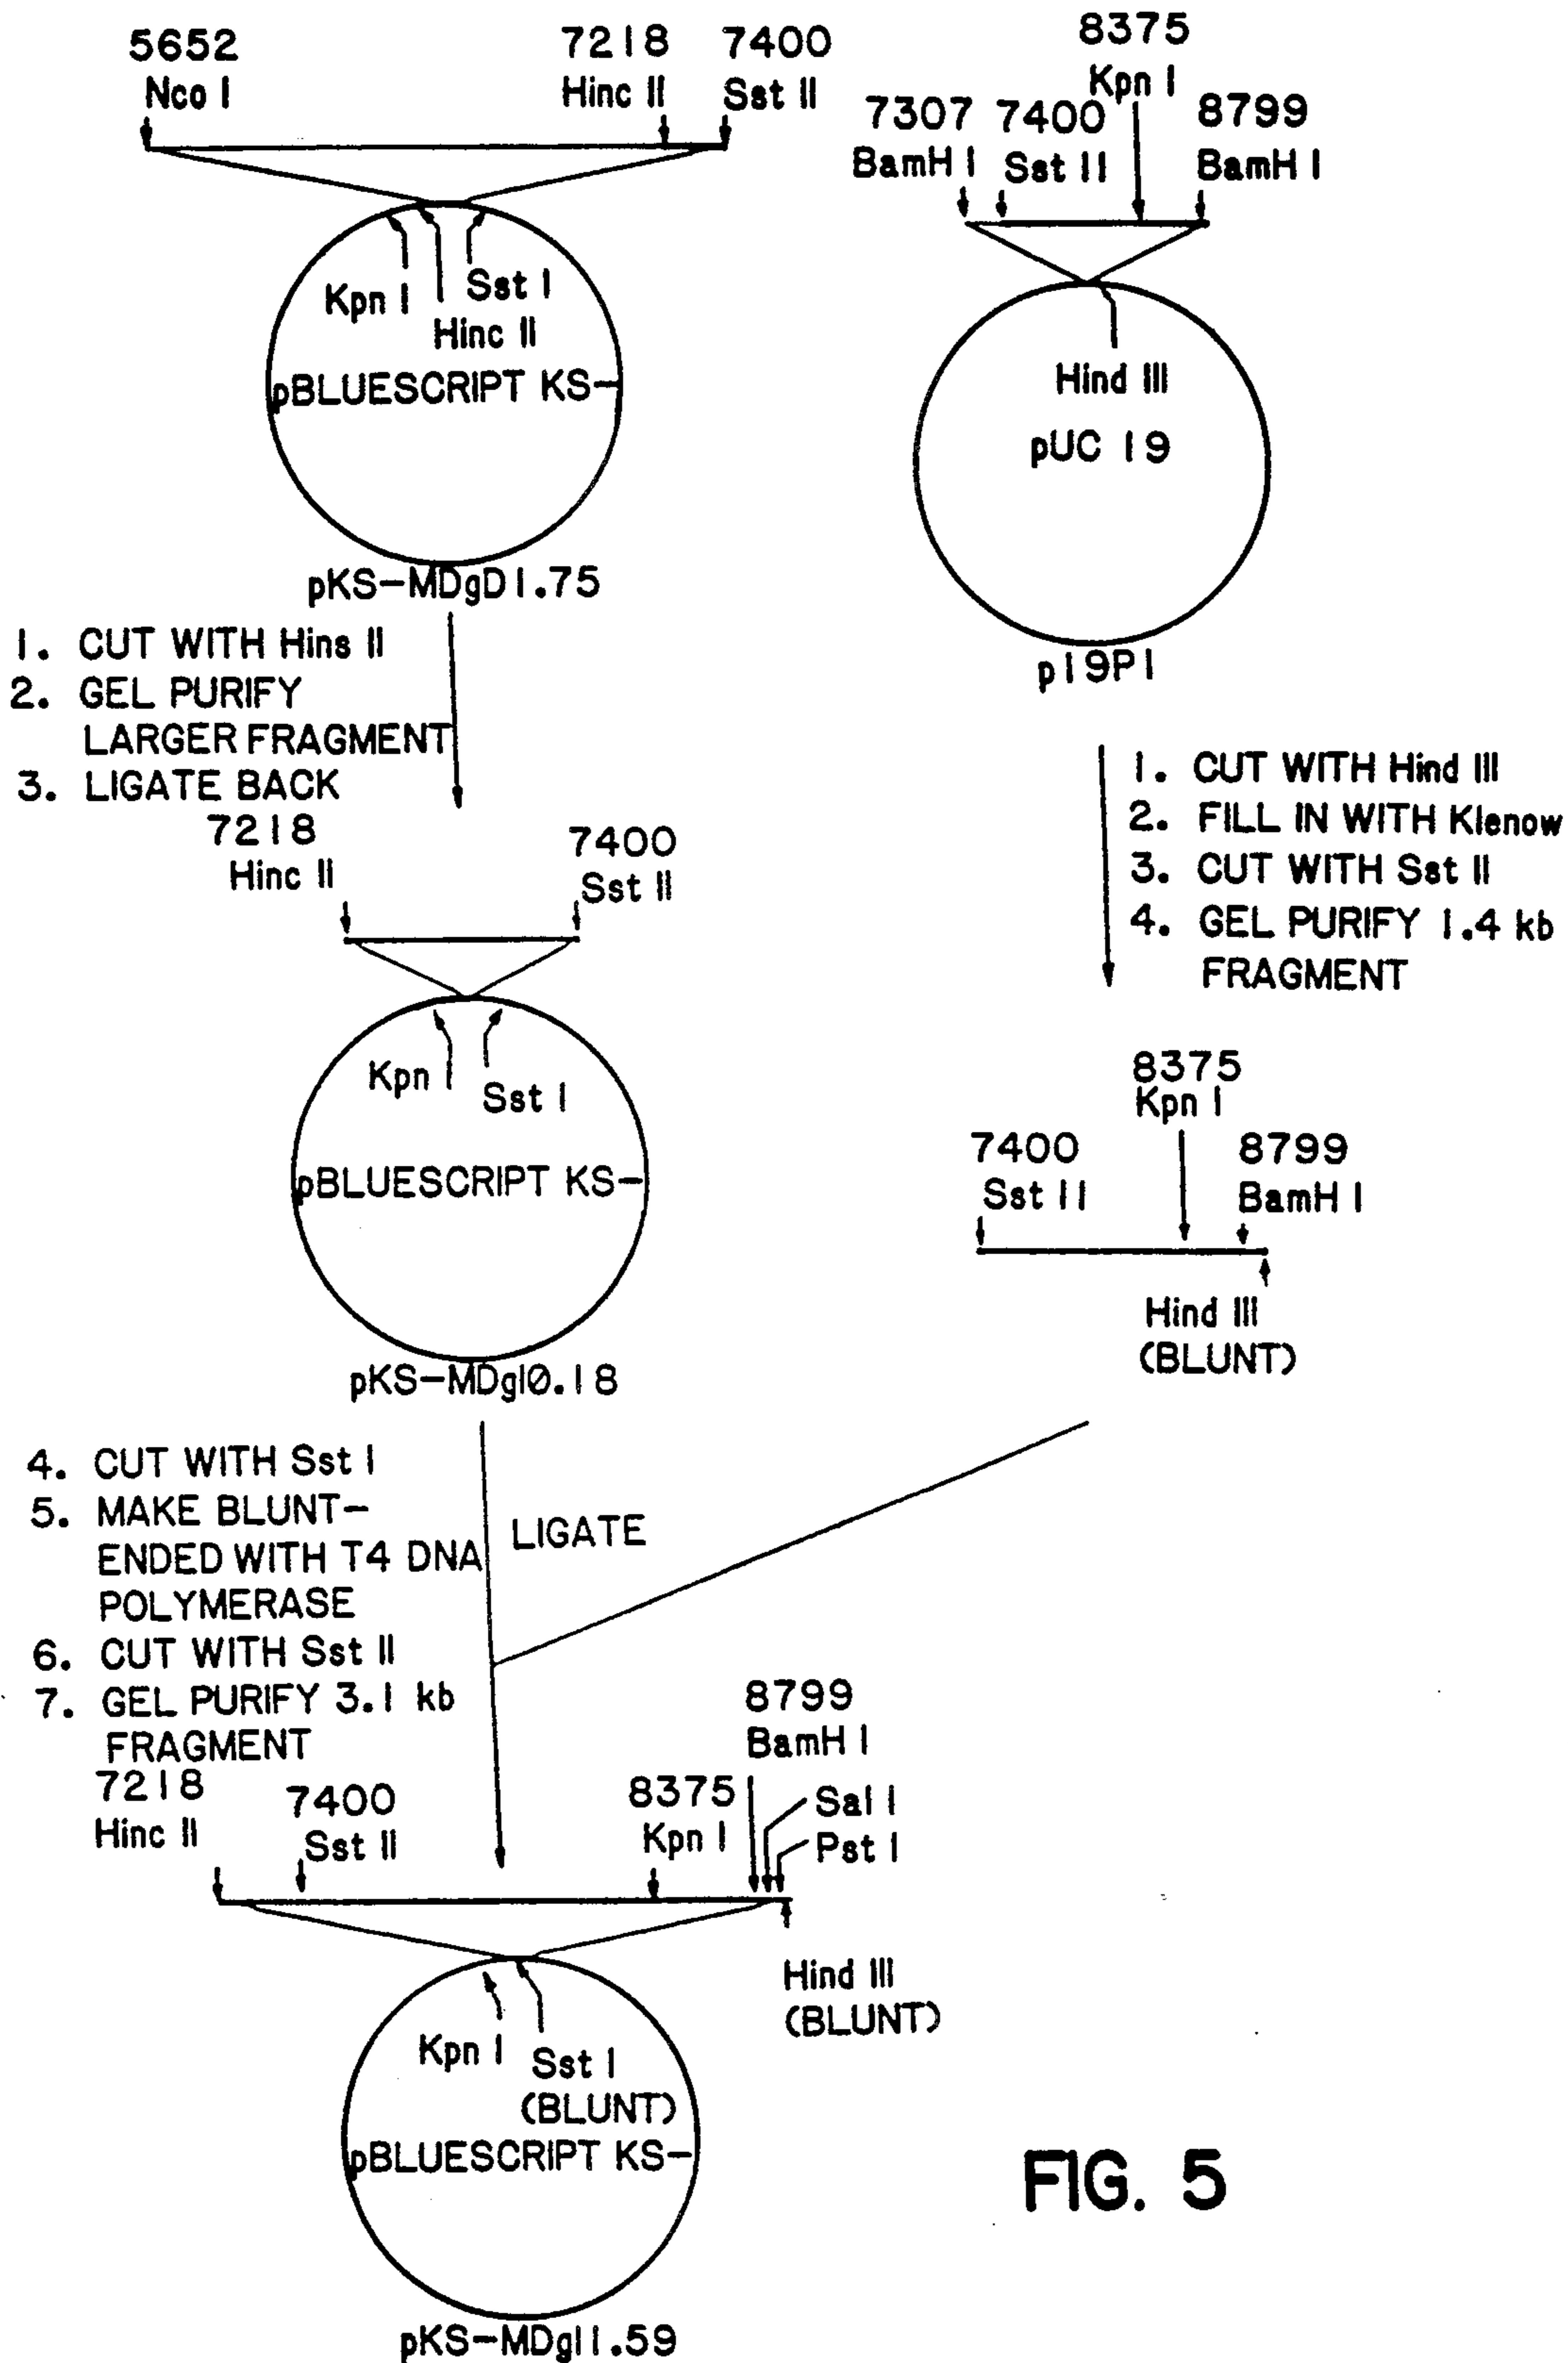 5652
Nco I
7218
Hinc II
7400
Sst II
Kpn I
Sst I
Hinc II
pBLUESCRIPT KS-
pKS-MDgD1.75
8375
Kpn I
7307
BamH I
7400
Sst II
8799
BamH I
Hind III
pUC 19
p19P1
1. CUT WITH Hins II
2. GEL PURIFY
LARGER FRAGMENT
3. LIGATE BACK
1. CUT WITH Hind III
2. FILL IN WITH Klenow
3. CUT WITH Sst II
4. GEL PURIFY 1.4 kb
FRAGMENT
7218
Hinc II
7400
Sst II
Kpn I
Sst I
pBLUESCRIPT KS-
pKS-MDgI0.18
8375
Kpn I
7400
Sst II
8799
BamH I
Hind III
(BLUNT)
4. CUT WITH Sst I
5. MAKE BLUNT-
ENDED WITH T4 DNA
POLYMERASE
6. CUT WITH Sst II
7. GEL PURIFY 3.1 kb
FRAGMENT
LIGATE
7218
Hinc II
7400
Sst II
8375
Kpn I
8799
BamH I
Sal I
Pst I
Hind III
(BLUNT)
Kpn I
Sst I
(BLUNT)
pBLUESCRIPT KS-
pKS-MDgI1.59
FIG. 5